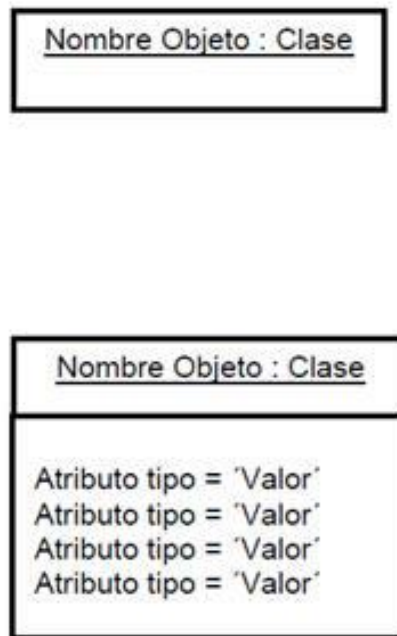 Nombre Objeto : Clase
Nombre Objeto : Clase
Atributo tipo = ´Valor´
Atributo tipo = ´Valor´
Atributo tipo = ´Valor´
Atributo tipo = ´Valor´